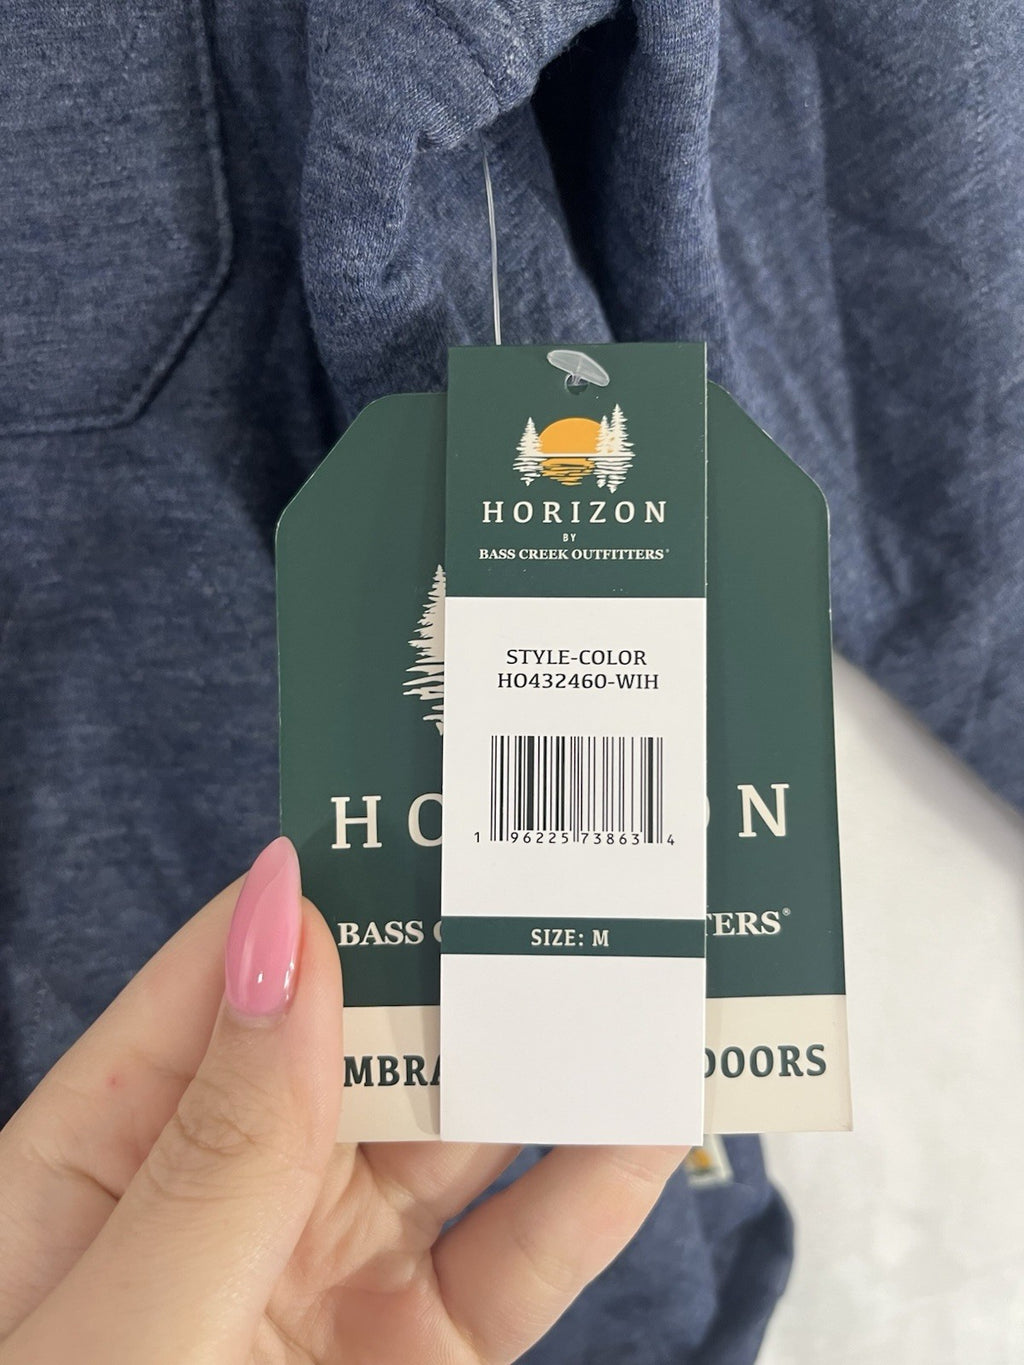 HORIZON
BY
BASS CREEK OUTFITTERS®
STYLE-COLOR
HO432460-WIH
1 96225 73863 4
SIZE: M
HO N
BASS TERS®
MBRA DOORS